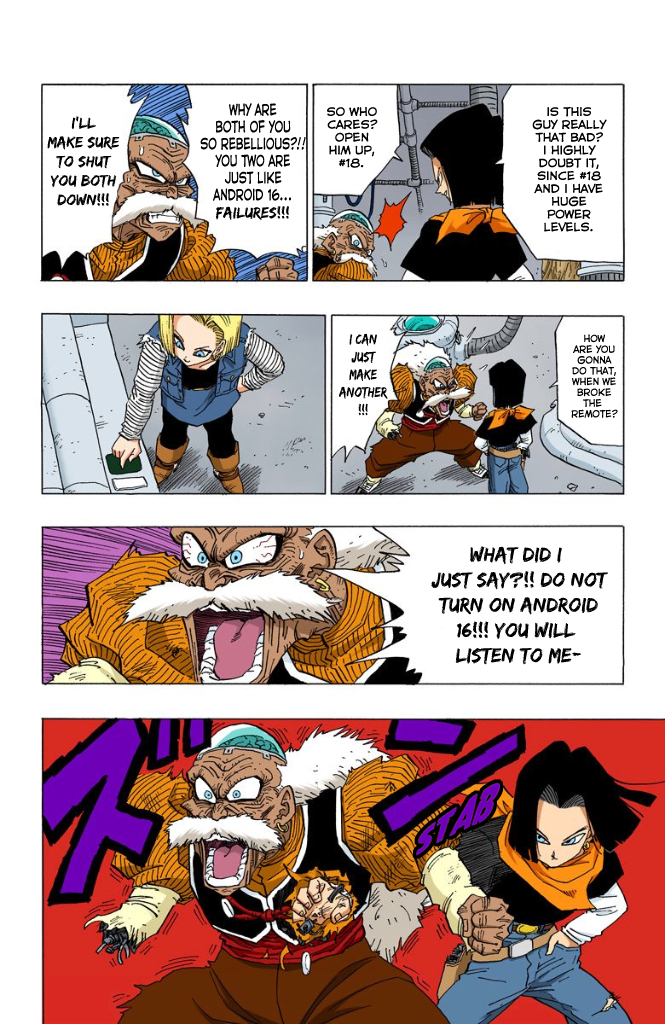 IS THIS
GUY REALLY
THAT BAD?
I HIGHLY
DOUBT IT,
SINCE #18
AND I HAVE
HUGE
POWER
LEVELS.
SO WHO
CARES?
OPEN
HIM UP,
#18.
WHY ARE
BOTH OF YOU
SO REBELLIOUS?!!
YOU TWO ARE
JUST LIKE
ANDROID 16...
FAILURES!!!
I'LL
MAKE SURE
TO SHUT
YOU BOTH
DOWN!!!
HOW
ARE YOU
GONNA
DO THAT,
WHEN WE
BROKE
THE
REMOTE?
I CAN
JUST
MAKE
ANOTHER
!!!
WHAT DID I
JUST SAY?!! DO NOT
TURN ON ANDROID
16!!! YOU WILL
LISTEN TO ME-
ズン
STAB